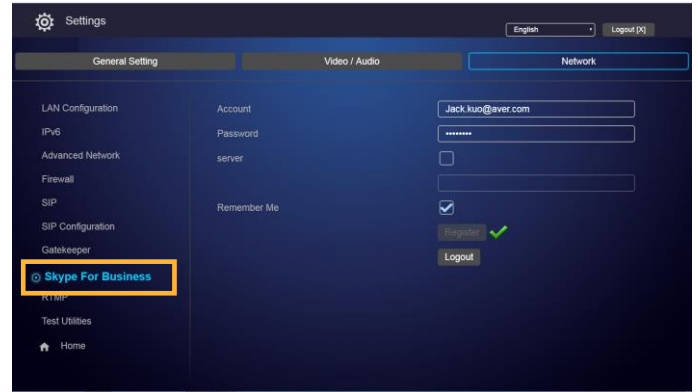 Settings
English
Logout [X]
General Setting
Video / Audio
Network
LAN Configuration
IPv6
Advanced Network
Firewall
SIP
SIP Configuration
Gatekeeper
Skype For Business
RTMP
Test Utilities
Home
Account
Jack.kuo@aver.com
Password
••••••••
server
Remember Me
Register
Logout